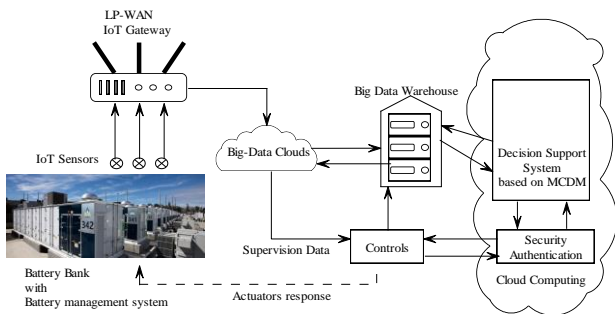 LP-WAN
IoT Gateway
Big Data Warehouse
IoT Sensors
Big-Data Clouds
Decision Support
System
based on MCDM
342
Supervision Data
Controls
Security
Authentication
Cloud Computing
Battery Bank
with
Battery management system
Actuators response